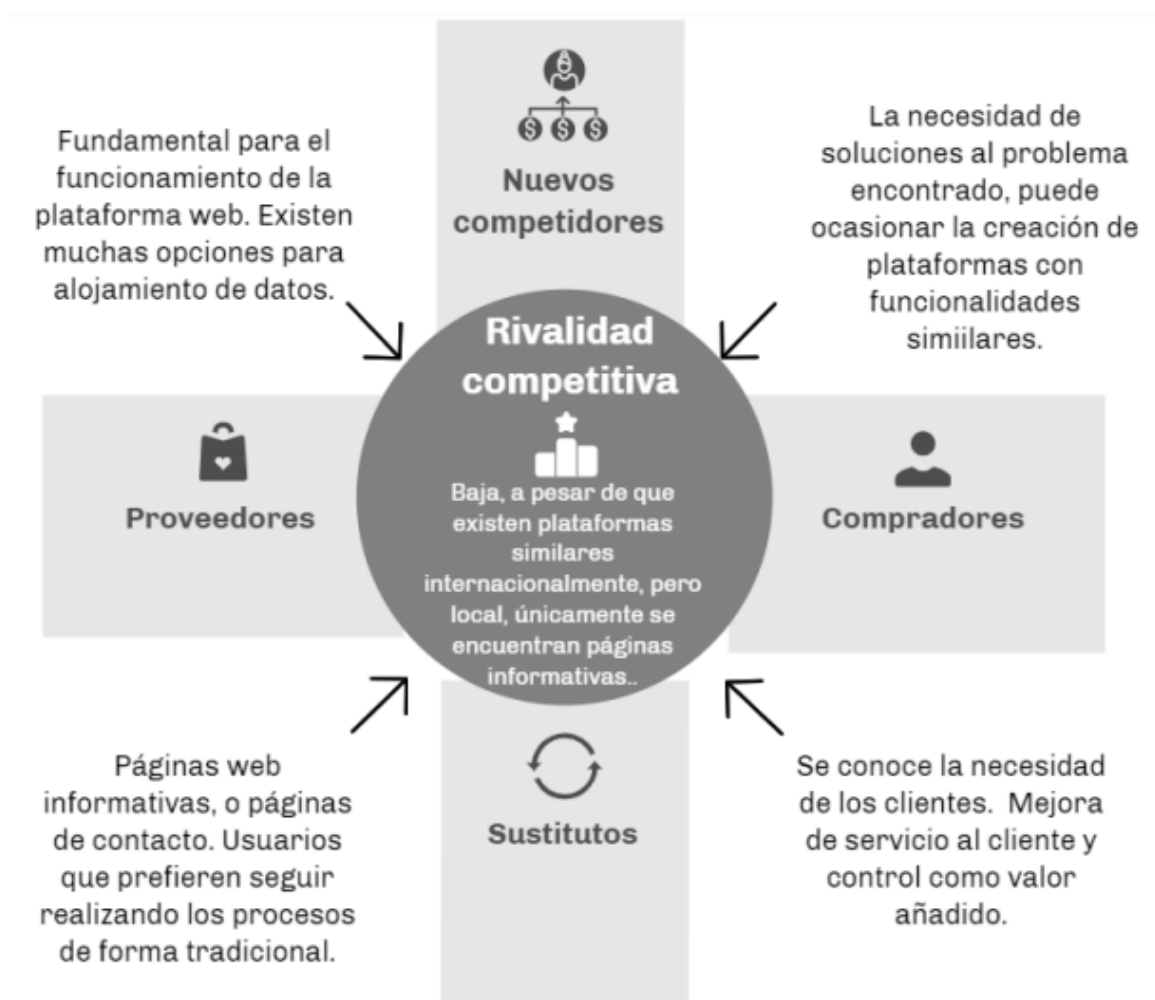 Nuevos
competidores
Fundamental para el
funcionamiento de la
plataforma web. Existen
muchas opciones para
alojamiento de datos.
La necesidad de
soluciones al problema
encontrado, puede
ocasionar la creación de
plataformas con
funcionalidades
simiilares.
Rivalidad
competitiva
Baja, a pesar de que
existen plataformas
similares
internacionalmente, pero
local, únicamente se
encuentran páginas
informativas..
Proveedores
Compradores
Páginas web
informativas, o páginas
de contacto. Usuarios
que prefieren seguir
realizando los procesos
de forma tradicional.
Sustitutos
Se conoce la necesidad
de los clientes. Mejora
de servicio al cliente y
control como valor
añadido.